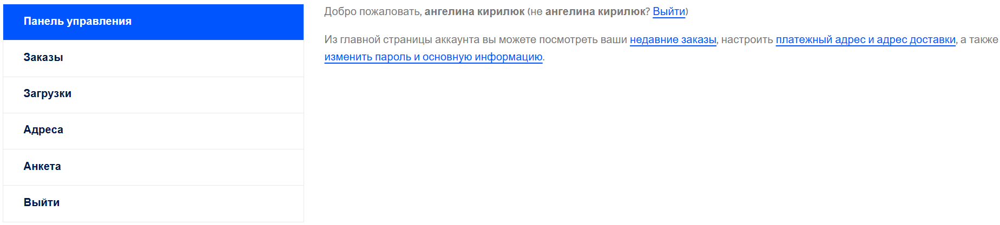 Панель управления
Заказы
Загрузки
Адреса
Анкета
Выйти
Добро пожаловать, ангелина кирилюк (не ангелина кирилюк? Выйти)
Из главной страницы аккаунта вы можете посмотреть ваши недавние заказы, настроить платежный адрес и адрес доставки, а также
изменить пароль и основную информацию.